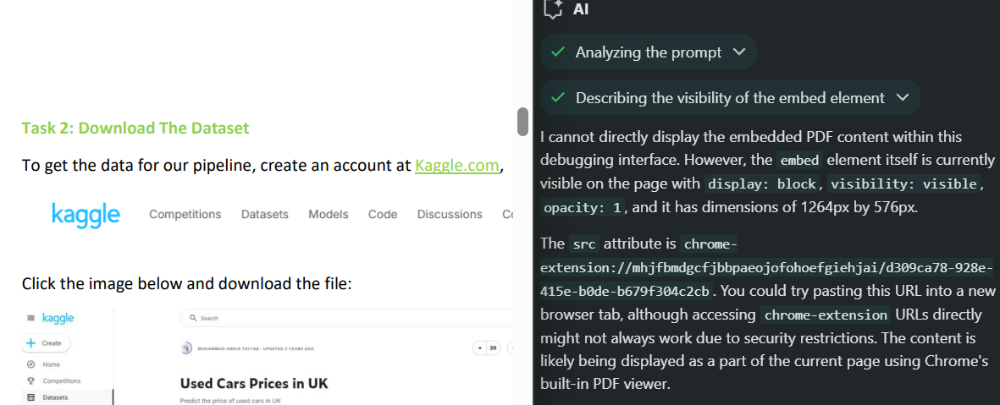 Task 2: Download The Dataset
To get the data for our pipeline, create an account at Kaggle.com,
kaggle Competitions Datasets Models Code Discussions
Click the image below and download the file:
kaggle
Search
Create
MUHAMMAD AWAIS TAYYAB · UPDATED 2 YEARS AGO
39
Home
Competitions
Used Cars Prices in UK
Datasets
Predict the price of used cars in UK
AI
Analyzing the prompt
Describing the visibility of the embed element
I cannot directly display the embedded PDF content within this
debugging interface. However, the embed element itself is currently
visible on the page with display: block, visibility: visible,
opacity: 1, and it has dimensions of 1264px by 576px.
The src attribute is chrome-
extension://mhjfbmdgcfjbbpaeojofohoefgiehjai/d309ca78-928e-
415e-b0de-b679f304c2cb. You could try pasting this URL into a new
browser tab, although accessing chrome-extension URLs directly
might not always work due to security restrictions. The content is
likely being displayed as a part of the current page using Chrome's
built-in PDF viewer.